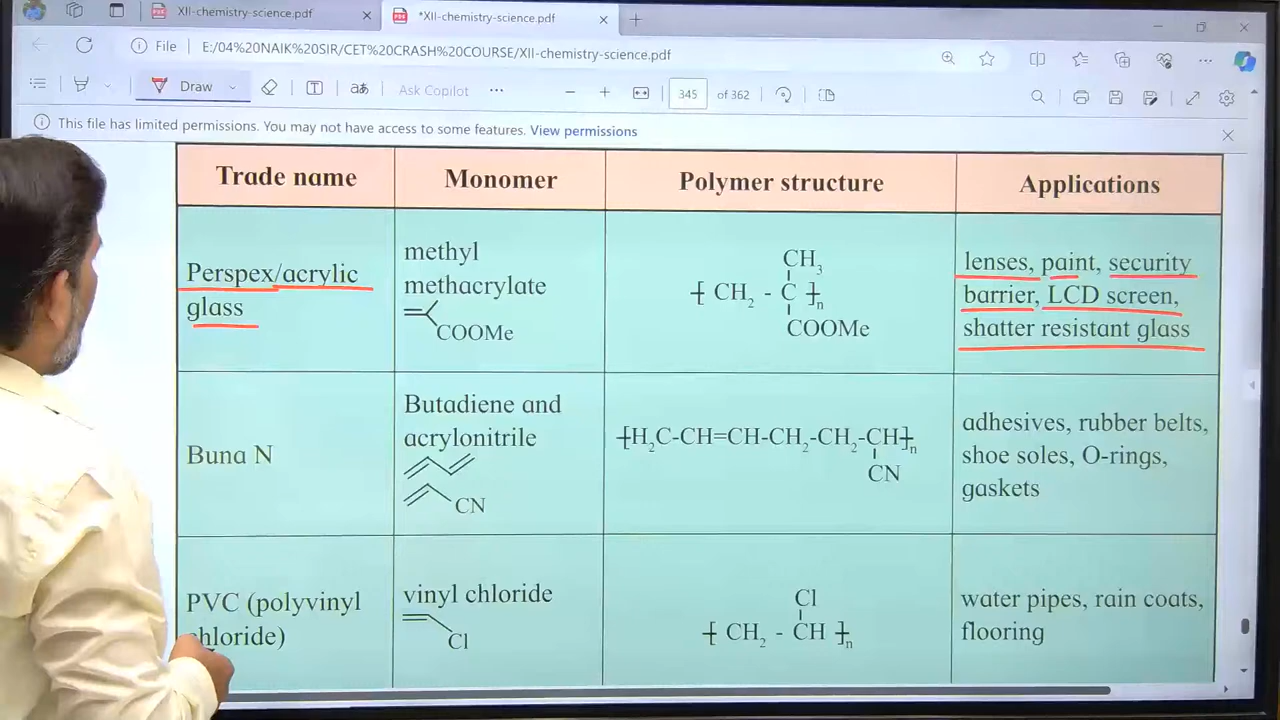 XII-chemistry-science.pdf
*XII-chemistry-science.pdf
File E:/04%20NAIK%20SIR/CET%20CRASH%20COURSE/XII-chemistry-science.pdf
Draw
T
aあ
Ask Copilot
345 of 362
This file has limited permissions. You may not have access to some features. View permissions
Trade name Monomer Polymer structure Applications
Perspex/acrylic
glass
methyl
methacrylate
COOMe
CH3
-[ CH2 - C ]-n
COOMe
lenses, paint, security
barrier, LCD screen,
shatter resistant glass
Buna N
Butadiene and
acrylonitrile
CN
-[H2C-CH=CH-CH2-CH2-CH]-n
CN
adhesives, rubber belts,
shoe soles, O-rings,
gaskets
PVC (polyvinyl
chloride)
vinyl chloride
Cl
Cl
-[ CH2 - CH ]-n
water pipes, rain coats,
flooring